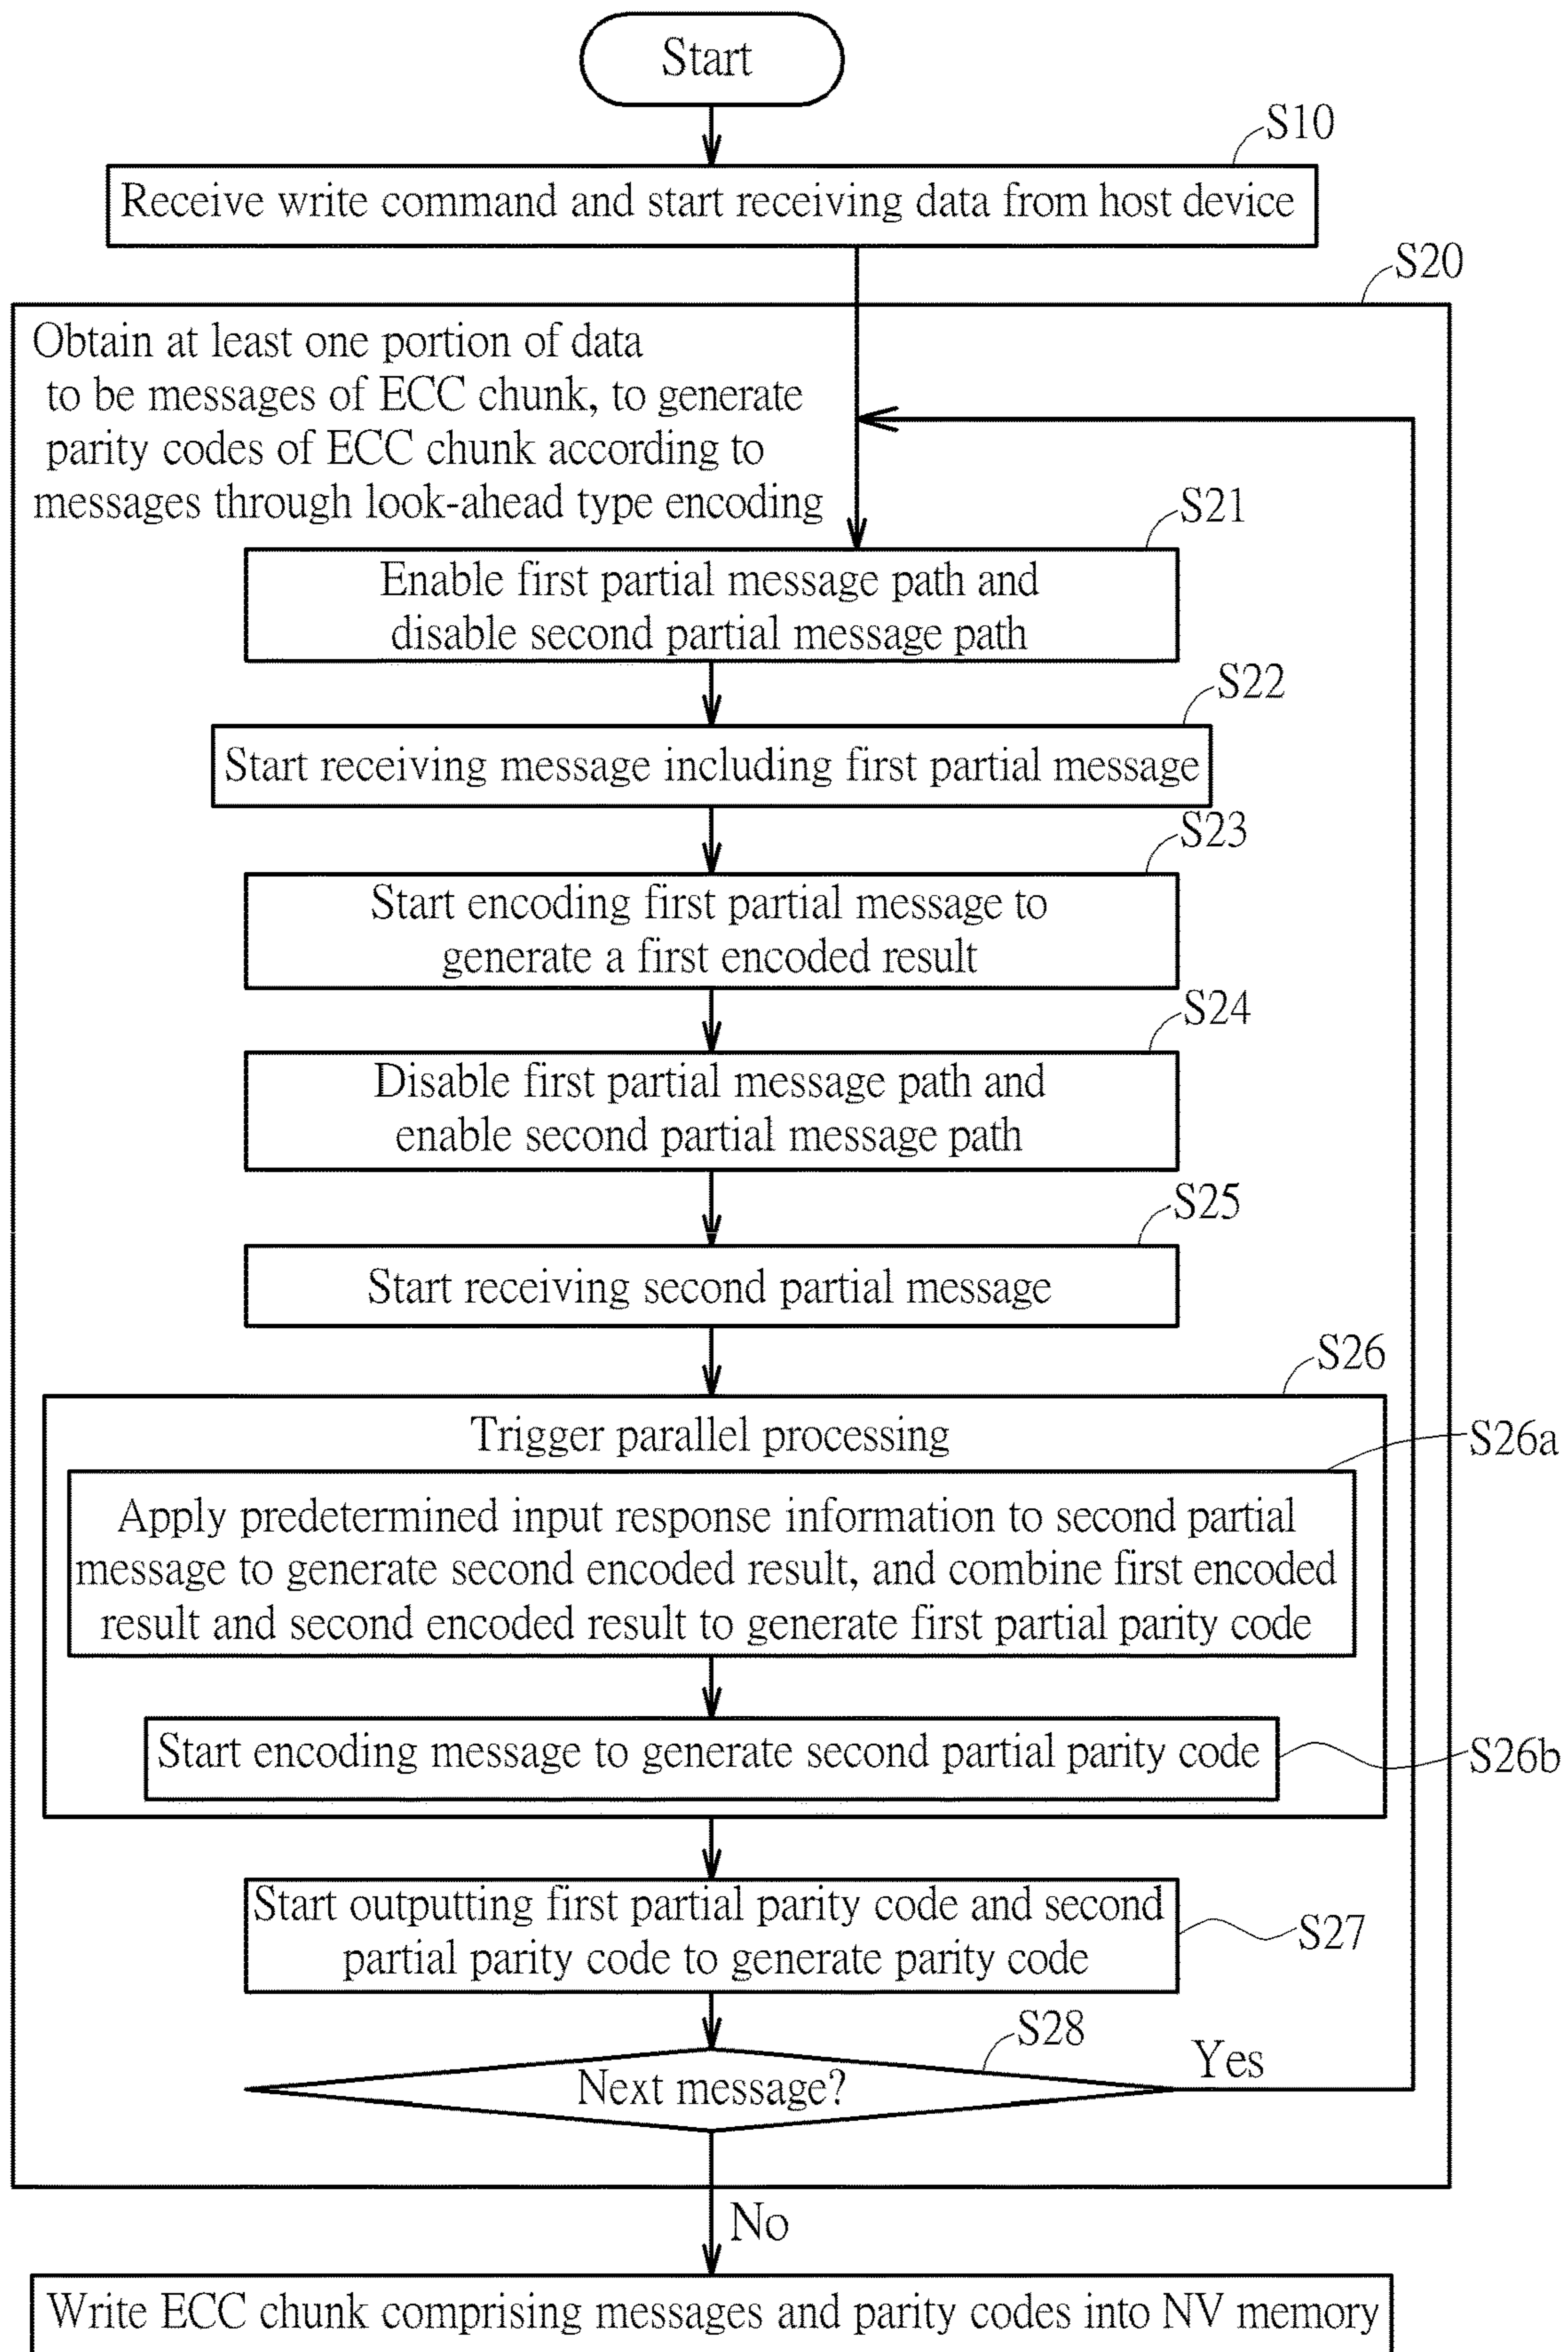 Start
S10
Receive write command and start receiving data from host device
S20
Obtain at least one portion of data
to be messages of ECC chunk, to generate
parity codes of ECC chunk according to
messages through look-ahead type encoding
S21
Enable first partial message path and
disable second partial message path
S22
Start receiving message including first partial message
S23
Start encoding first partial message to
generate a first encoded result
S24
Disable first partial message path and
enable second partial message path
S25
Start receiving second partial message
S26
Trigger parallel processing
S26a
Apply predetermined input response information to second partial
message to generate second encoded result, and combine first encoded
result and second encoded result to generate first partial parity code
Start encoding message to generate second partial parity code
S26b
Start outputting first partial parity code and second
partial parity code to generate parity code
S27
S28
Next message?
Yes
No
Write ECC chunk comprising messages and parity codes into NV memory